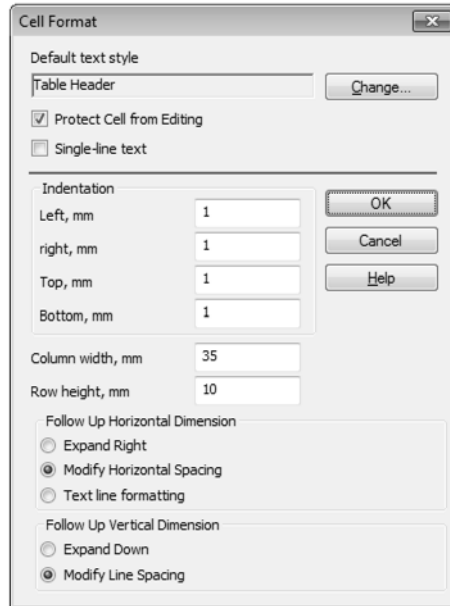 Cell Format
Default text style
Table Header
Change...
Protect Cell from Editing
Single-line text
Indentation
Left, mm 1
right, mm 1
Top, mm 1
Bottom, mm 1
OK
Cancel
Help
Column width, mm 35
Row height, mm 10
Follow Up Horizontal Dimension
Expand Right
Modify Horizontal Spacing
Text line formatting
Follow Up Vertical Dimension
Expand Down
Modify Line Spacing